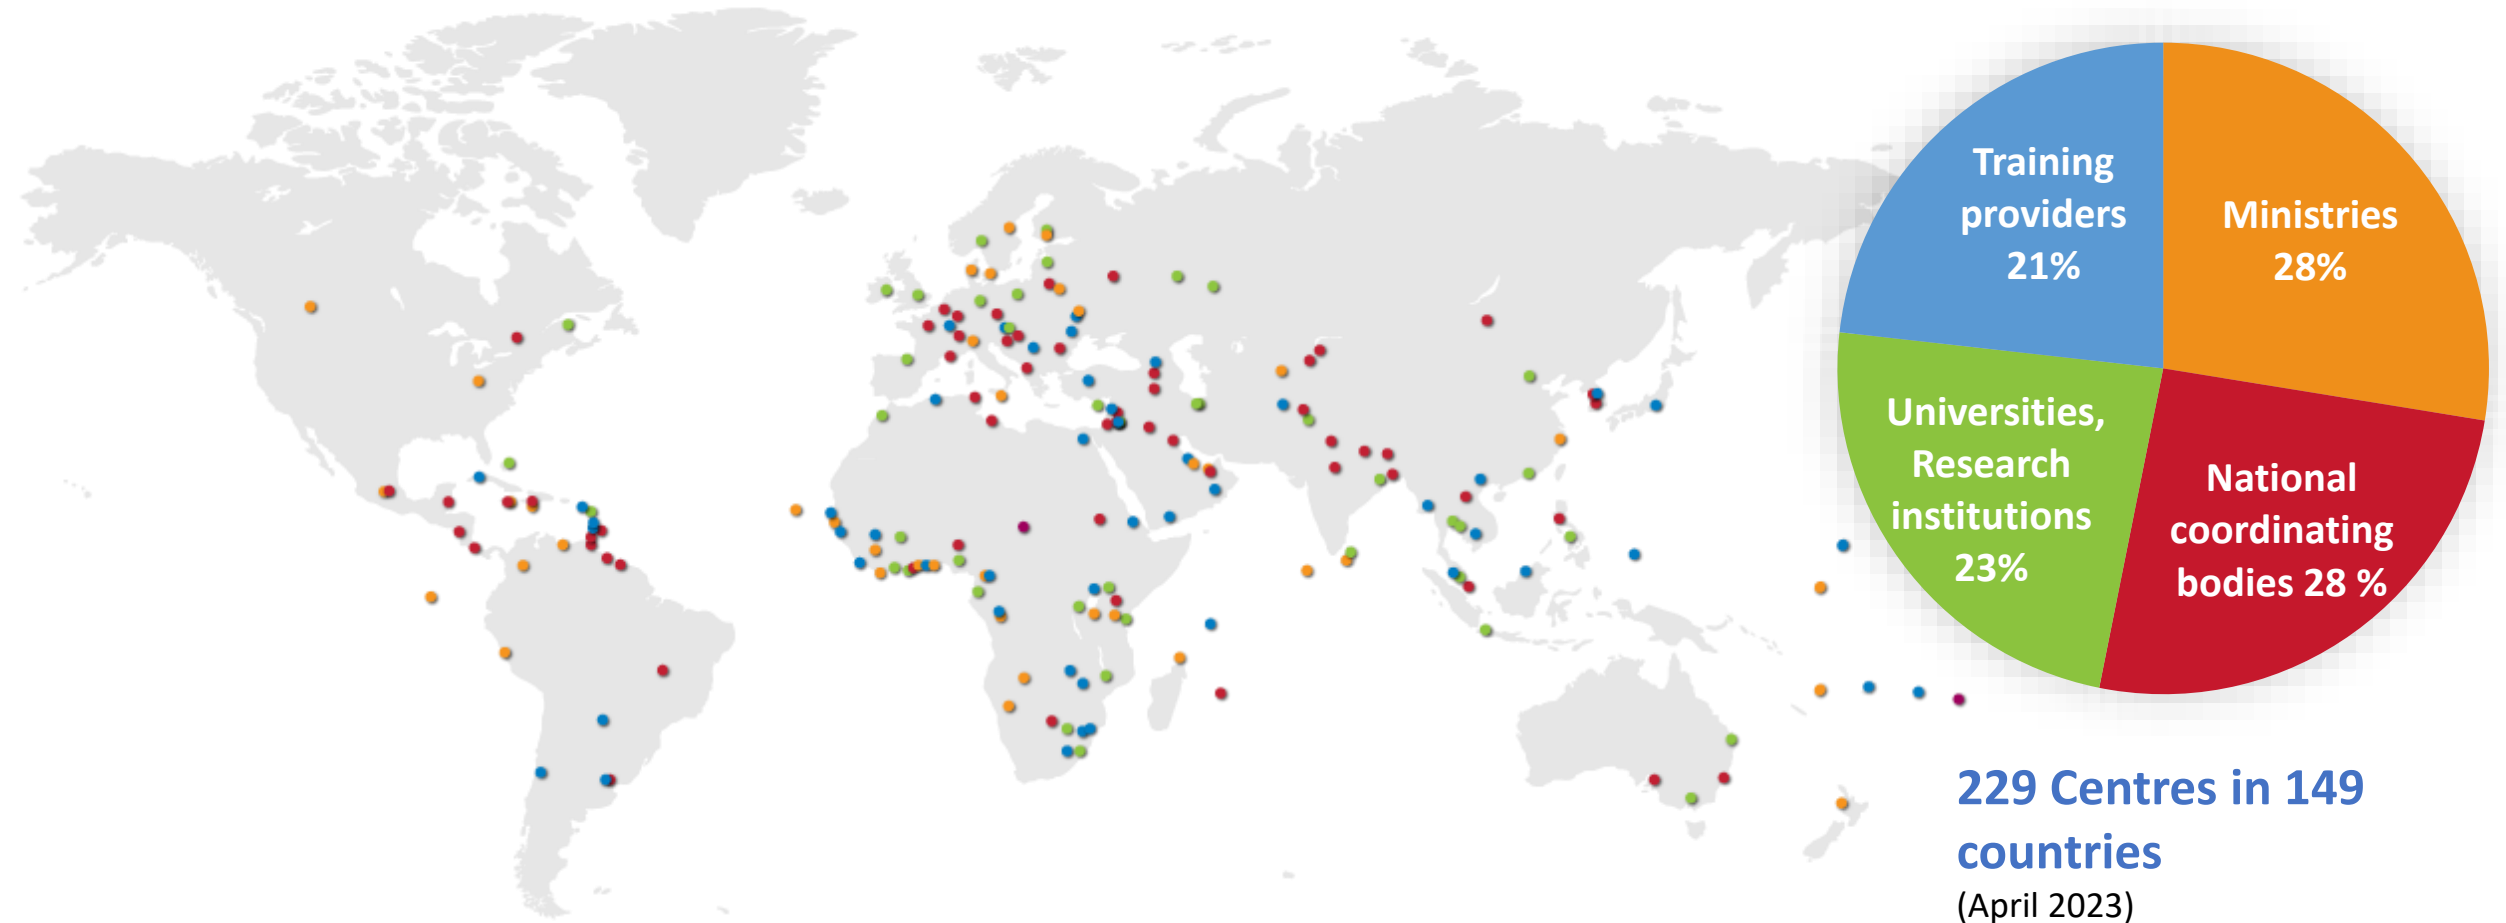 Training
providers
21%
Ministries
28%
Universities,
Research
institutions
23%
National
coordinating
bodies 28 %
229 Centres in 149
countries
(April 2023)